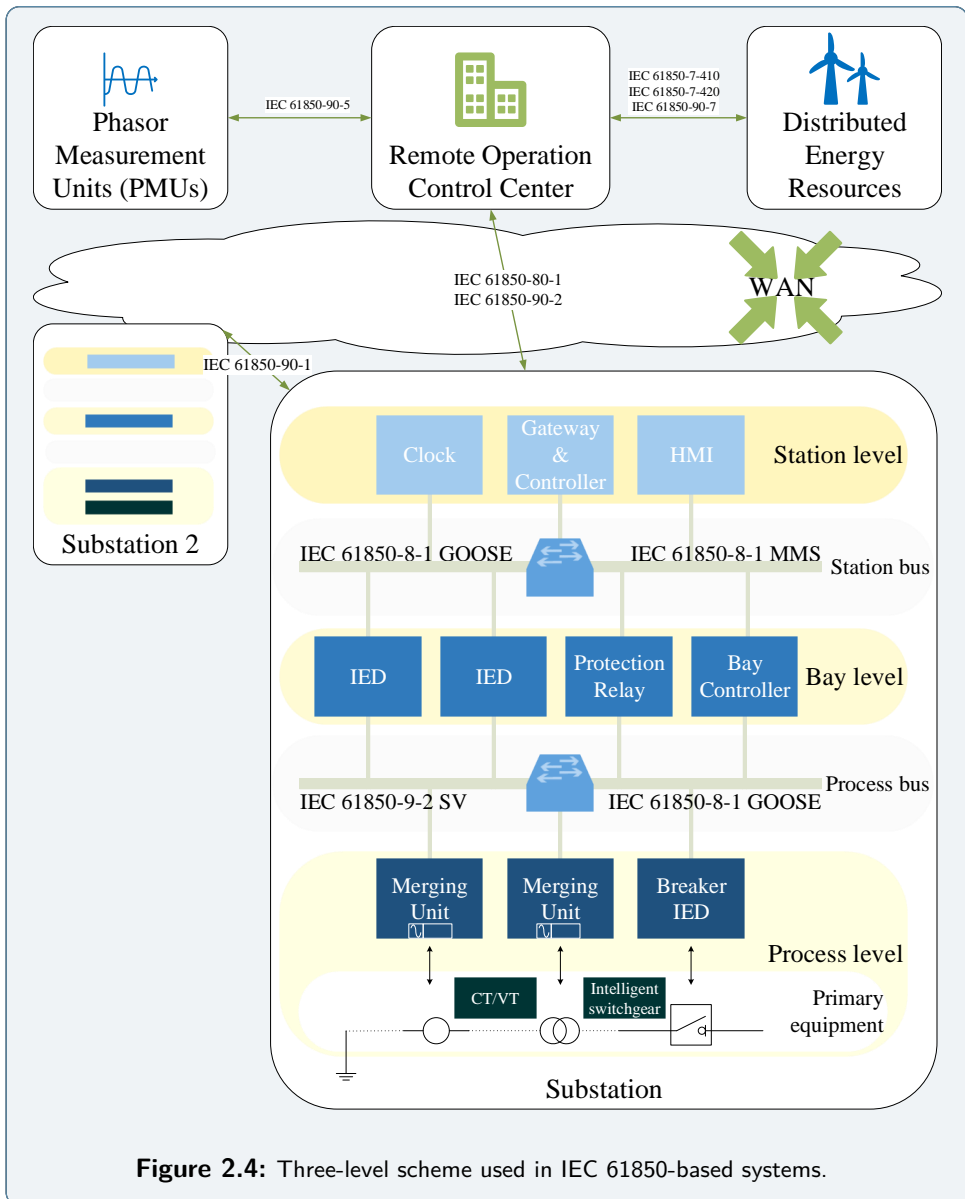 Phasor
Measurement
Units (PMUs)
IEC 61850-90-5
Remote Operation
Control Center
IEC 61850-7-410
IEC 61850-7-420
IEC 61850-90-7
Distributed
Energy
Resources
IEC 61850-80-1
IEC 61850-90-2
WAN
IEC 61850-90-1
Substation 2
Clock
Gateway
&
Controller
HMI
Station level
IEC 61850-8-1 GOOSE
IEC 61850-8-1 MMS
Station bus
IED
IED
Protection
Relay
Bay
Controller
Bay level
Process bus
IEC 61850-9-2 SV
IEC 61850-8-1 GOOSE
Merging
Unit
Merging
Unit
Breaker
IED
Process level
CT/VT
Intelligent
switchgear
Primary
equipment
Substation
Figure 2.4: Three-level scheme used in IEC 61850-based systems.